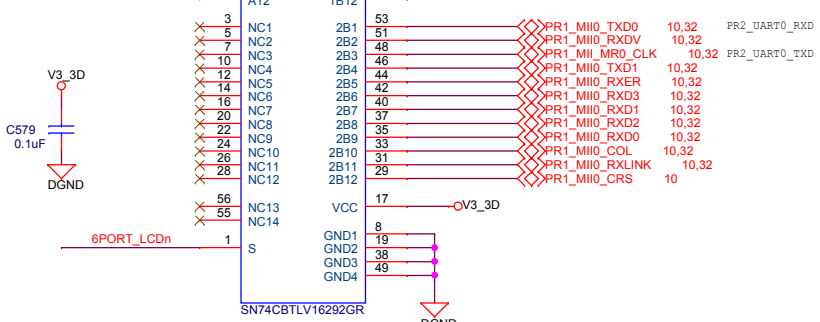 A12 1B12
3 NC1 2B1 53 PR1_MII0_TXD0 10,32 PR2_UART0_RXD
5 NC2 2B2 51 PR1_MII0_RXDV 10,32
7 NC3 2B3 48 PR1_MII_MR0_CLK 10,32 PR2_UART0_TXD
10 NC4 2B4 46 PR1_MII0_TXD1 10,32
12 NC5 2B5 44 PR1_MII0_RXER 10,32
14 NC6 2B6 42 PR1_MII0_RXD3 10,32
16 NC7 2B7 40 PR1_MII0_RXD1 10,32
20 NC8 2B8 37 PR1_MII0_RXD2 10,32
22 NC9 2B9 35 PR1_MII0_RXD0 10,32
24 NC10 2B10 33 PR1_MII0_COL 10,32
26 NC11 2B11 31 PR1_MII0_RXLINK 10,32
28 NC12 2B12 29 PR1_MII0_CRS 10
V3_3D
C579
0.1uF
DGND
56 NC13 VCC 17 V3_3D
55 NC14
6PORT_LCDn 1 S
GND1 8
GND2 19
GND3 38
GND4 49
SN74CBTLV16292GR
DGND